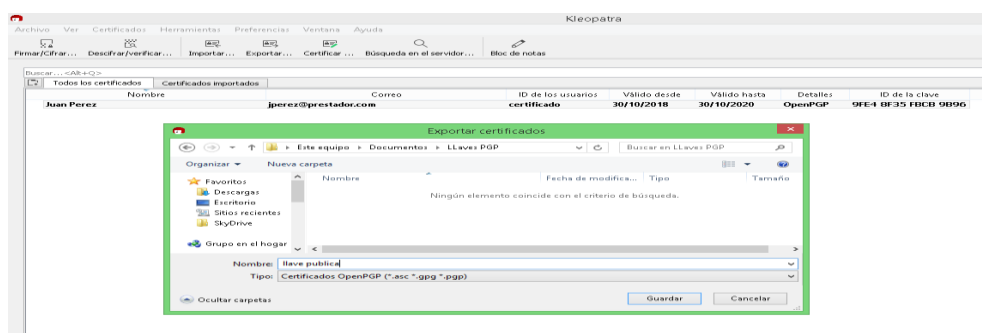 Kleopatra
Archivo Ver Certificados Herramientas Preferencias Ventana Ayuda
Firmar/Cifrar... Descifrar/verificar... Importar... Exportar... Certificar ... Búsqueda en el servidor... Bloc de notas
Buscar...<Alt+Q>
Todos los certificados Certificados importados
Nombre Correo ID de los usuarios Válido desde Válido hasta Detalles ID de la clave
Juan Perez jperez@prestador.com certificado 30/10/2018 30/10/2020 OpenPGP 9FE4 8F35 FBCB 9B96
Exportar certificados
Este equipo Documentos LLaves PGP Buscar en LLaves PGP
Organizar Nueva carpeta
Favoritos Nombre Fecha de modifica... Tipo Tamaño
Descargas Ningún elemento coincide con el criterio de búsqueda.
Escritorio
Sitios recientes
SkyDrive
Grupo en el hogar
Nombre: llave publica
Tipo: Certificados OpenPGP (*.asc *.gpg *.pgp)
Ocultar carpetas Guardar Cancelar